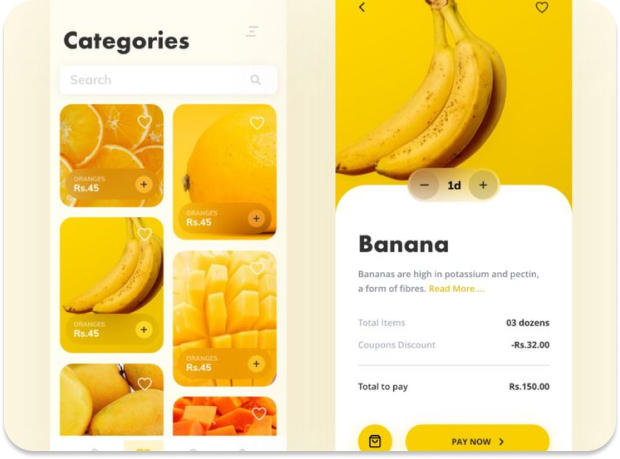 Categories
Search
ORANGES
Rs.45
+
ORANGES
Rs.45
+
ORANGES
Rs.45
+
ORANGES
Rs.45
+
− 1d +
Banana
Bananas are high in potassium and pectin,
a form of fibres. Read More....
Total Items 03 dozens
Coupons Discount -Rs.32.00
Total to pay Rs.150.00
PAY NOW